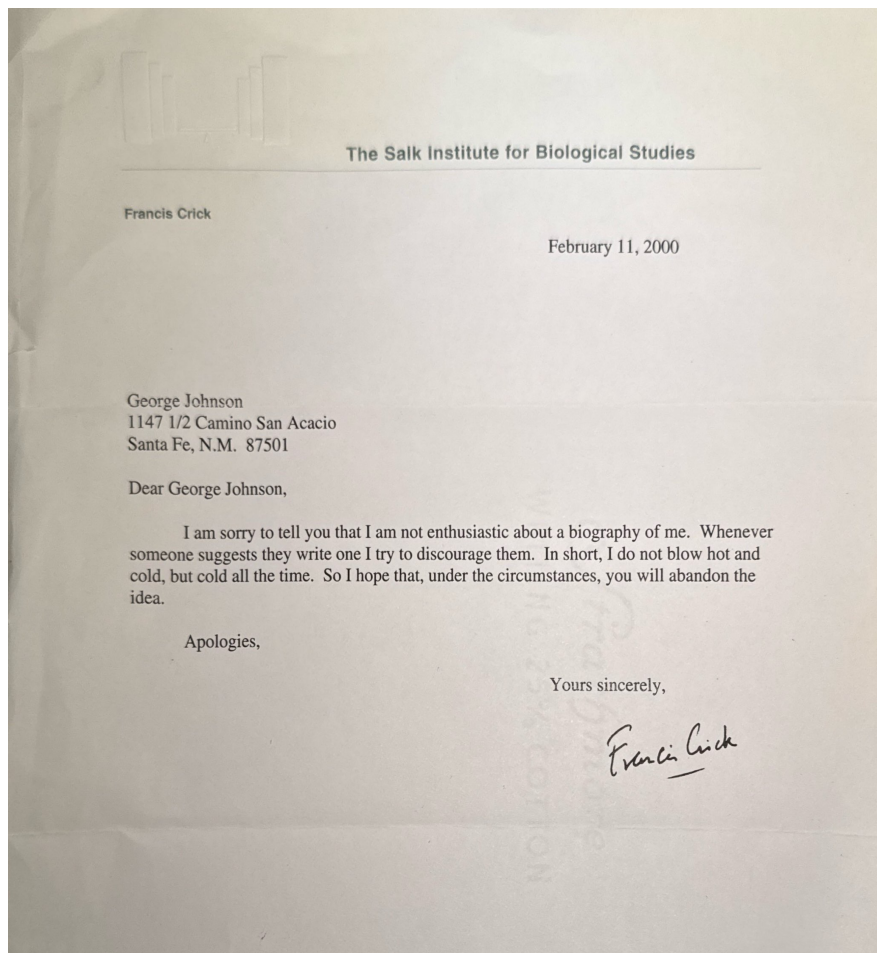 The Salk Institute for Biological Studies
Francis Crick
February 11, 2000
George Johnson
1147 1/2 Camino San Acacio
Santa Fe, N.M.  87501
Dear George Johnson,
I am sorry to tell you that I am not enthusiastic about a biography of me.  Whenever
someone suggests they write one I try to discourage them.  In short, I do not blow hot and
cold, but cold all the time.  So I hope that, under the circumstances, you will abandon the
idea.
Apologies,
Yours sincerely,
Francis Crick